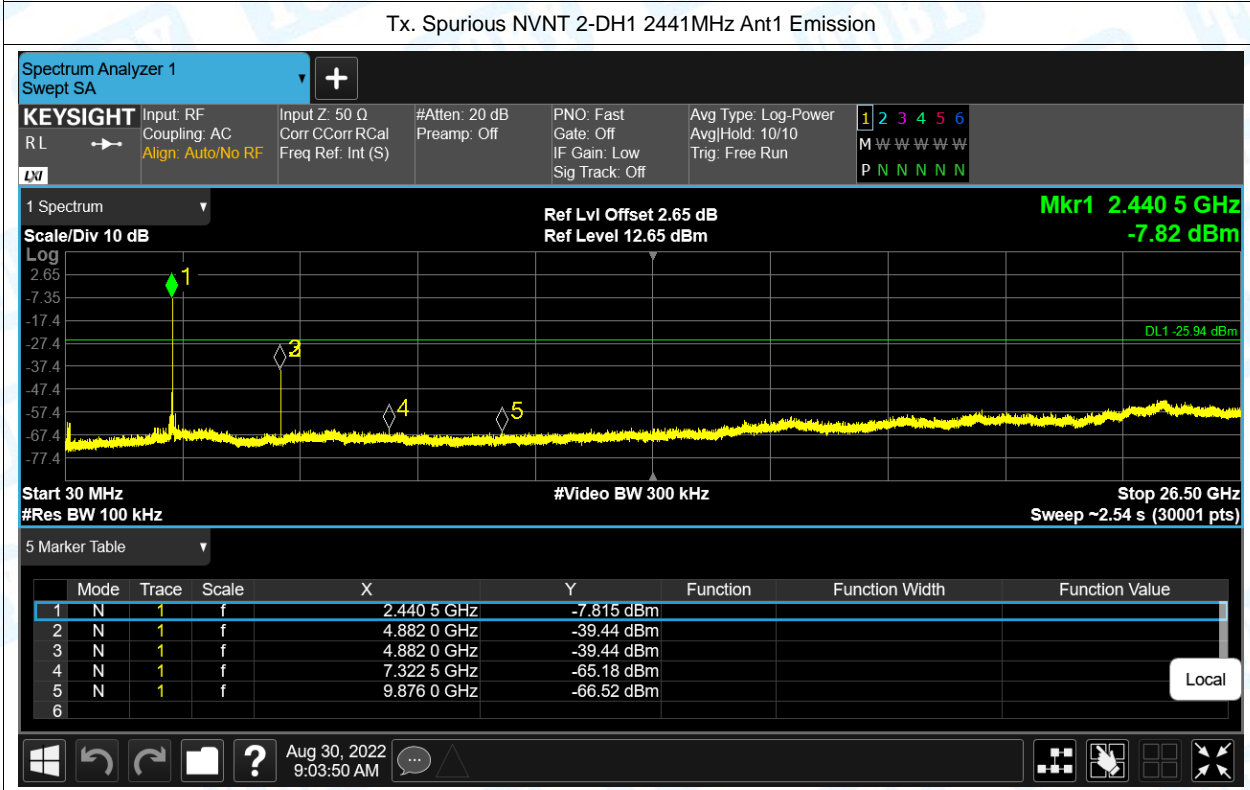 Tx. Spurious NVNT 2-DH1 2441MHz Ant1 Emission
Spectrum Analyzer 1
Swept SA
KEYSIGHT
RL
LXI
Input: RF
Coupling: AC
Align: Auto/No RF
Input Z: 50 Ω
Corr CCorr RCal
Freq Ref: Int (S)
#Atten: 20 dB
Preamp: Off
PNO: Fast
Gate: Off
IF Gain: Low
Sig Track: Off
Avg Type: Log-Power
Avg|Hold: 10/10
Trig: Free Run
1 2 3 4 5 6
M W W W W W
P N N N N N
1 Spectrum
Scale/Div 10 dB
Ref Lvl Offset 2.65 dB
Ref Level 12.65 dBm
Mkr1 2.440 5 GHz
-7.82 dBm
Log
2.65
-7.35
-17.4
-27.4
-37.4
-47.4
-57.4
-67.4
-77.4
1
3
4
5
DL1 -25.94 dBm
Start 30 MHz
#Video BW 300 kHz
Stop 26.50 GHz
#Res BW 100 kHz
Sweep ~2.54 s (30001 pts)
5 Marker Table
Mode Trace Scale X Y Function Function Width Function Value
1 N 1 f 2.440 5 GHz -7.815 dBm
2 N 1 f 4.882 0 GHz -39.44 dBm
3 N 1 f 4.882 0 GHz -39.44 dBm
4 N 1 f 7.322 5 GHz -65.18 dBm
5 N 1 f 9.876 0 GHz -66.52 dBm
6
Local
?
Aug 30, 2022
9:03:50 AM